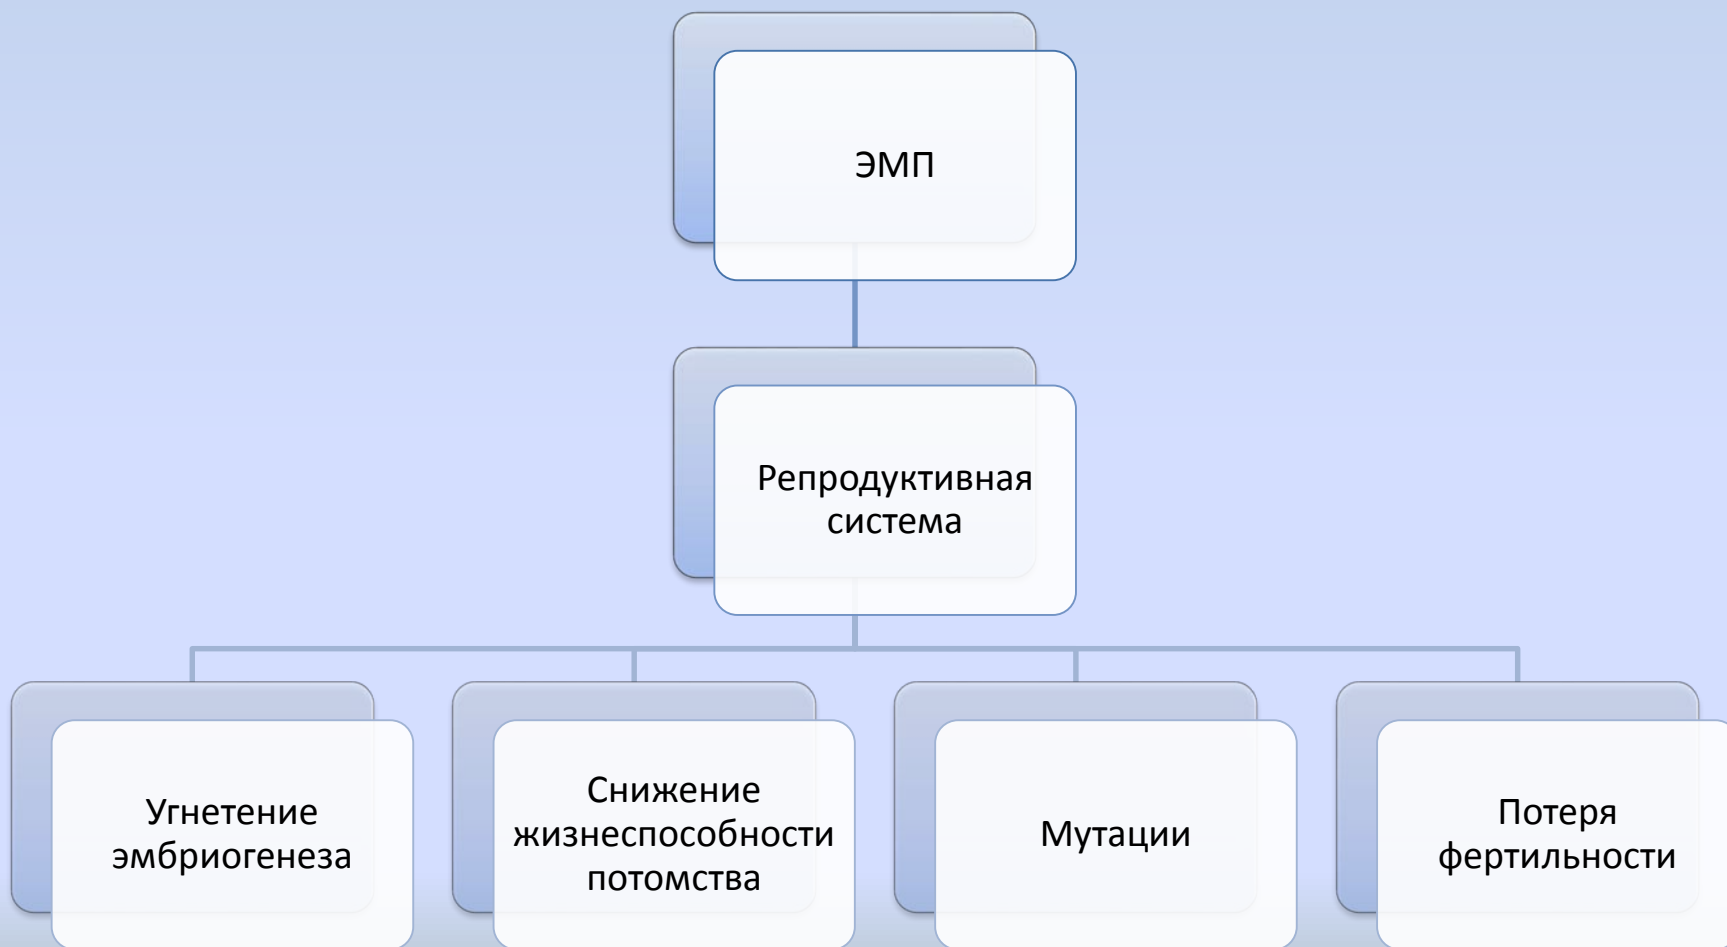 ЭМП
Репродуктивная
система
Угнетение
эмбриогенеза
Снижение
жизнеспособности
потомства
Мутации
Потеря
фертильности